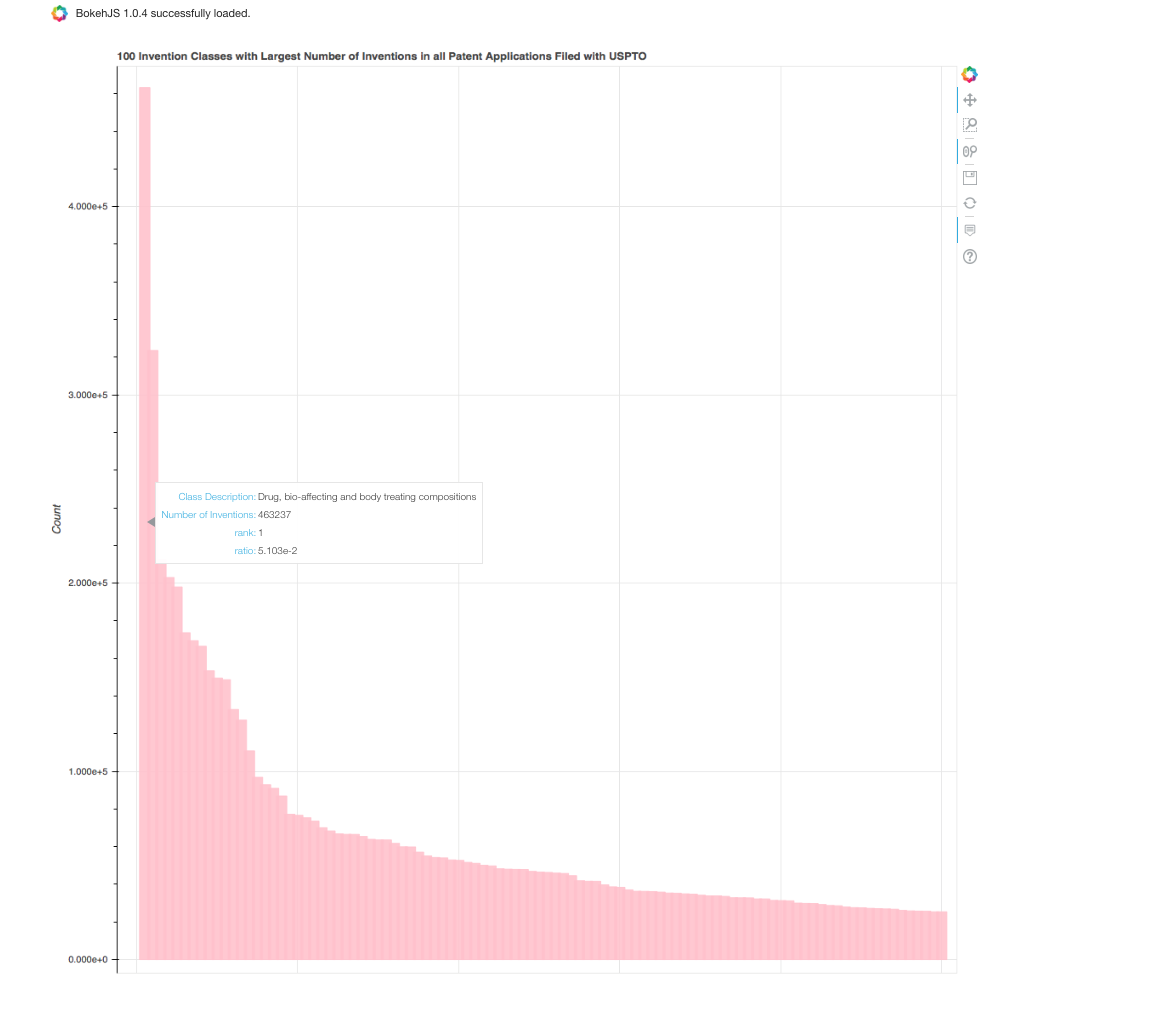 BokehJS 1.0.4 successfully loaded.
100 Invention Classes with Largest Number of Inventions in all Patent Applications Filed with USPTO
4.000e+5
3.000e+5
Class Description: Drug, bio-affecting and body treating compositions
Number of Inventions: 463237
rank: 1
ratio: 5.103e-2
Count
2.000e+5
1.000e+5
0.000e+0